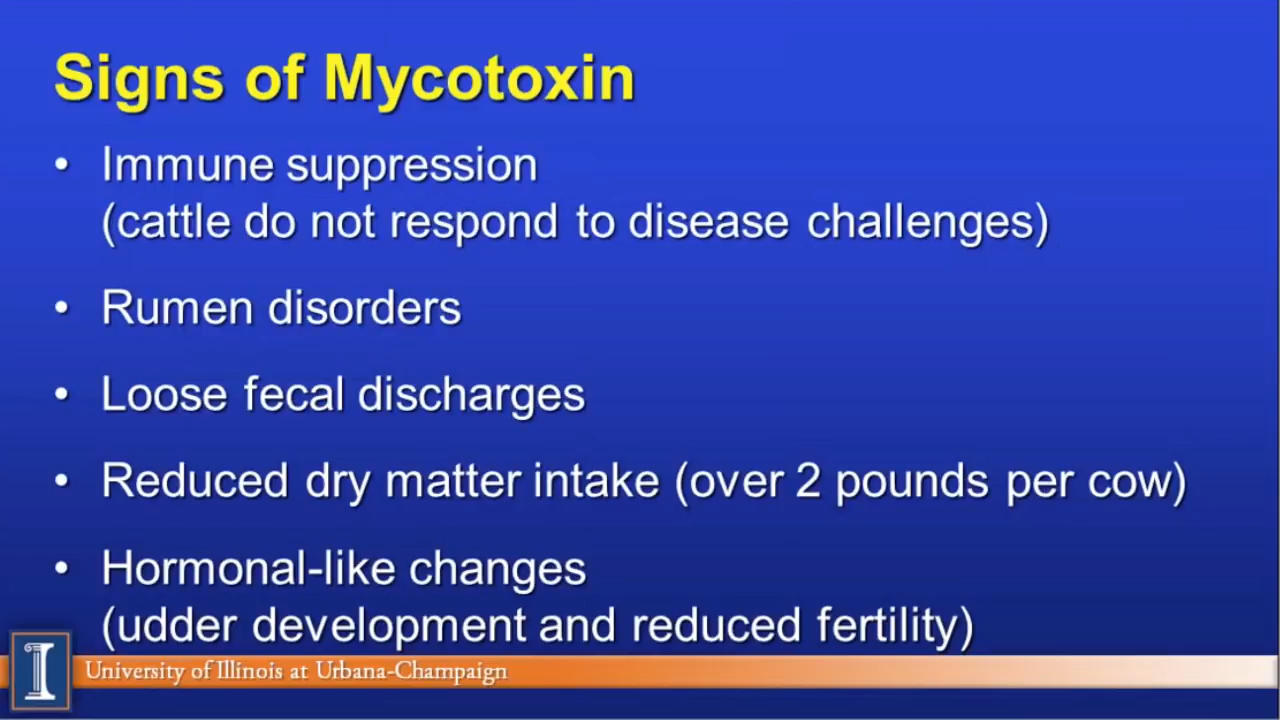 Signs of Mycotoxin
• Immune suppression
(cattle do not respond to disease challenges)
• Rumen disorders
• Loose fecal discharges
• Reduced dry matter intake (over 2 pounds per cow)
• Hormonal-like changes
(udder development and reduced fertility)
I
University of Illinois at Urbana-Champaign